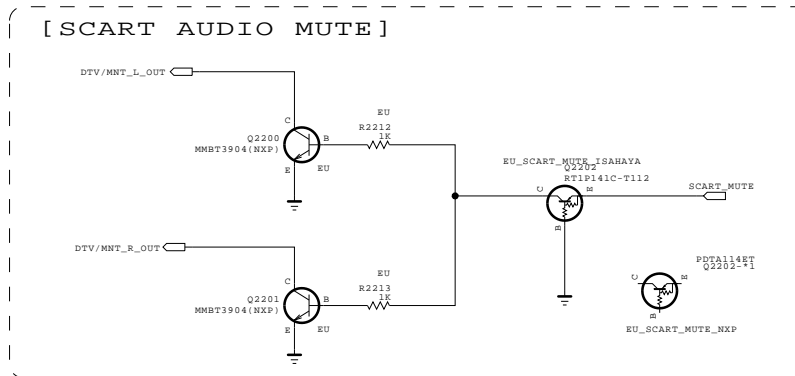 [SCART AUDIO MUTE]
DTV/MNT_L_OUT
EU
R2212
1K
C
Q2200
MMBT3904(NXP)
B
E
EU
EU_SCART_MUTE_ISAHAYA
Q2202
RT1P141C-T112
C
E
B
SCART_MUTE
DTV/MNT_R_OUT
EU
R2213
1K
C
Q2201
MMBT3904(NXP)
B
E
EU
PDTA114ET
Q2202-*1
C
E
B
EU_SCART_MUTE_NXP